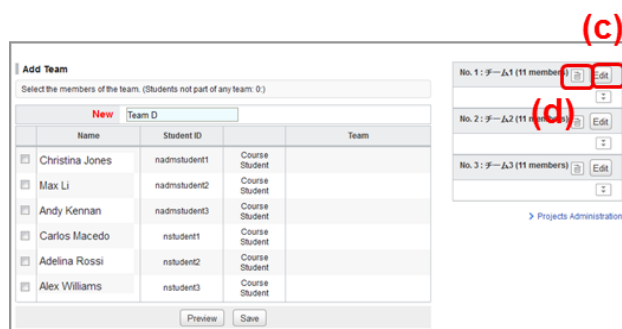 (c)
Add Team
Select the members of the team. (Students not part of any team: 0:)
New Team D
Name Student ID Team
Christina Jones nadmstudent1 Course Student
Max Li nadmstudent2 Course Student
Andy Kennan nadmstudent3 Course Student
Carlos Macedo nstudent1 Course Student
Adelina Rossi nstudent2 Course Student
Alex Williams nstudent3 Course Student
Preview Save
No. 1 : チーム1 (11 members) Edit
(d)
No. 2 : チーム2 (11 members) Edit
No. 3 : チーム3 (11 members) Edit
> Projects Administration